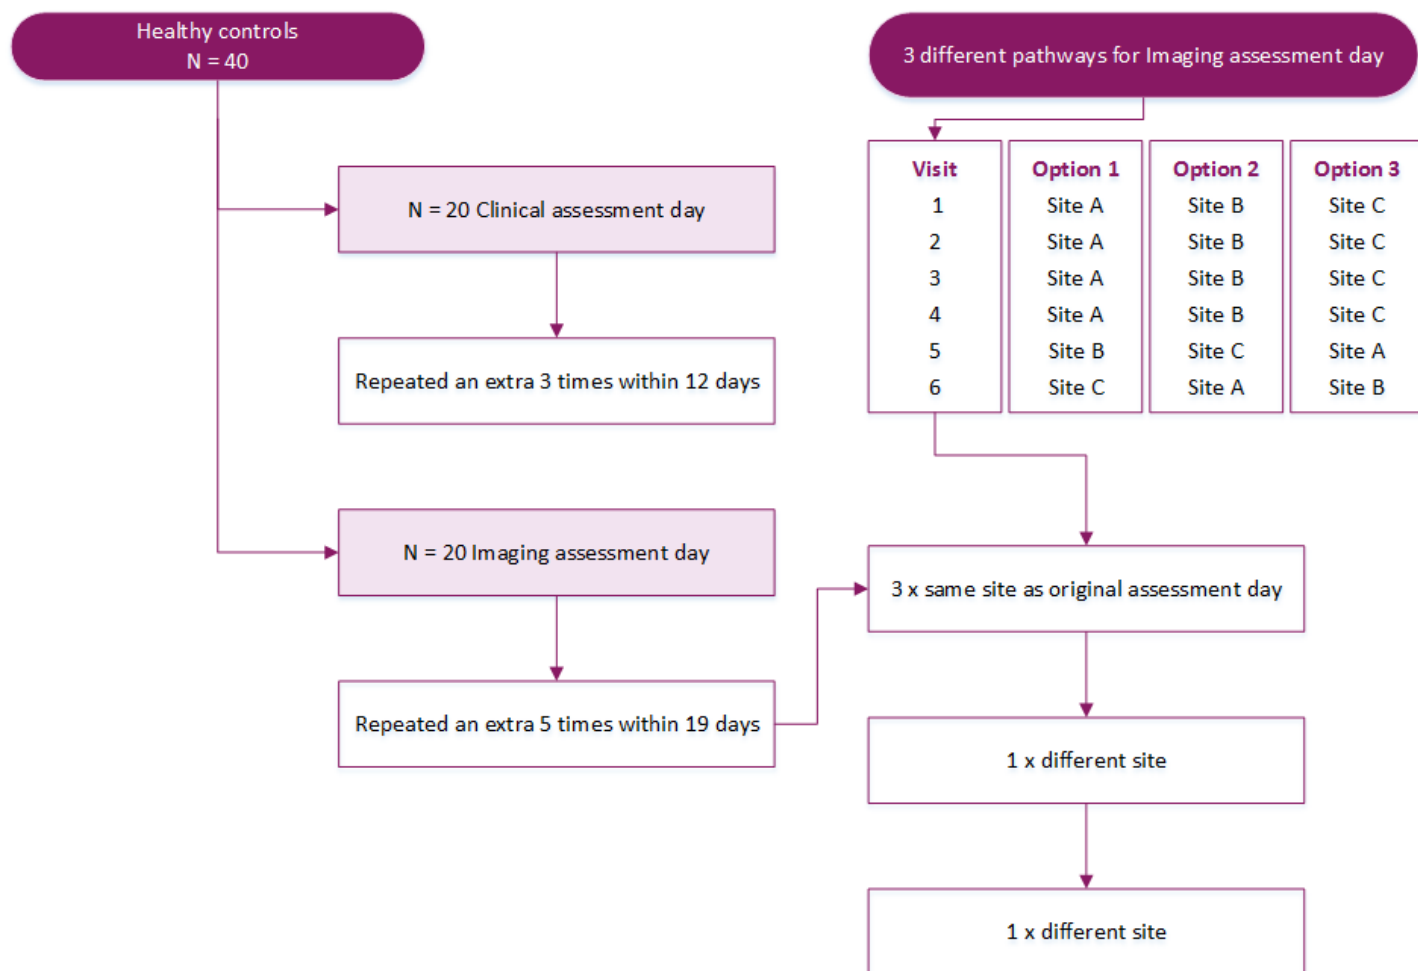 Healthy controls
N = 40
N = 20 Clinical assessment day
Repeated an extra 3 times within 12 days
N = 20 Imaging assessment day
Repeated an extra 5 times within 19 days
3 different pathways for Imaging assessment day
Visit Option 1 Option 2 Option 3
1 Site A Site B Site C
2 Site A Site B Site C
3 Site A Site B Site C
4 Site A Site B Site C
5 Site B Site C Site A
6 Site C Site A Site B
3 x same site as original assessment day
1 x different site
1 x different site